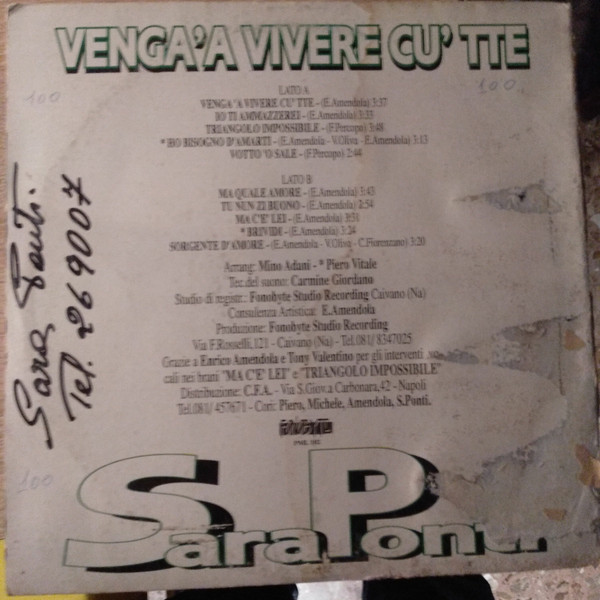 VENGA'A VIVERE CU' TTE
100
100
LATO A
VENGA 'A VIVERE CU' TTE - (E.Amendola) 3:37
IO TI AMMAZZEREI - (E.Amendola) 3:33
TRIANGOLO IMPOSSIBILE - (F.Percopo) 3:48
* HO BISOGNO D'AMARTI - (E.Amendola - V.Oliva - E.Amendola) 3:13
VOTTO 'O SALE - (F.Percopo) 2:44
LATO B
MA QUALE AMORE - (E.Amendola) 3:43
TU NUN ZI BUONO - (E.Amendola) 2:54
MA C'E' LEI - (E.Amendola) 3:51
* BRIVIDI - (E.Amendola) 3:24
SORGENTE D'AMORE - (E.Amendola - V.Oliva - C.Fiorenzano) 3:20
Arrang: Mino Adani - * Piero Vitale
Tec.del suono: Carmine Giordano
Studio di registr.: Fonobyte Studio Recording Caivano (Na)
Consulenza Artistica: E.Amendola
Produzione: Fonobyte Studio Recording
Via F.Rosselli,121 - Caivano (Na) - Tel.081/ 8347025
Grazie a Enrico Amendola e Tony Valentino per gli interventi vo-
cali nei brani "MA C'E' LEI" e "TRIANGOLO IMPOSSIBILE"
Distribuzione: C.F.A. - Via S.Giov.a Carbonara,42 - Napoli
Tel.081/ 457671 - Cori: Piero, Michele, Amendola, S.Ponti.
Sara Ponti
Tel. 269007
100
Sara Ponti